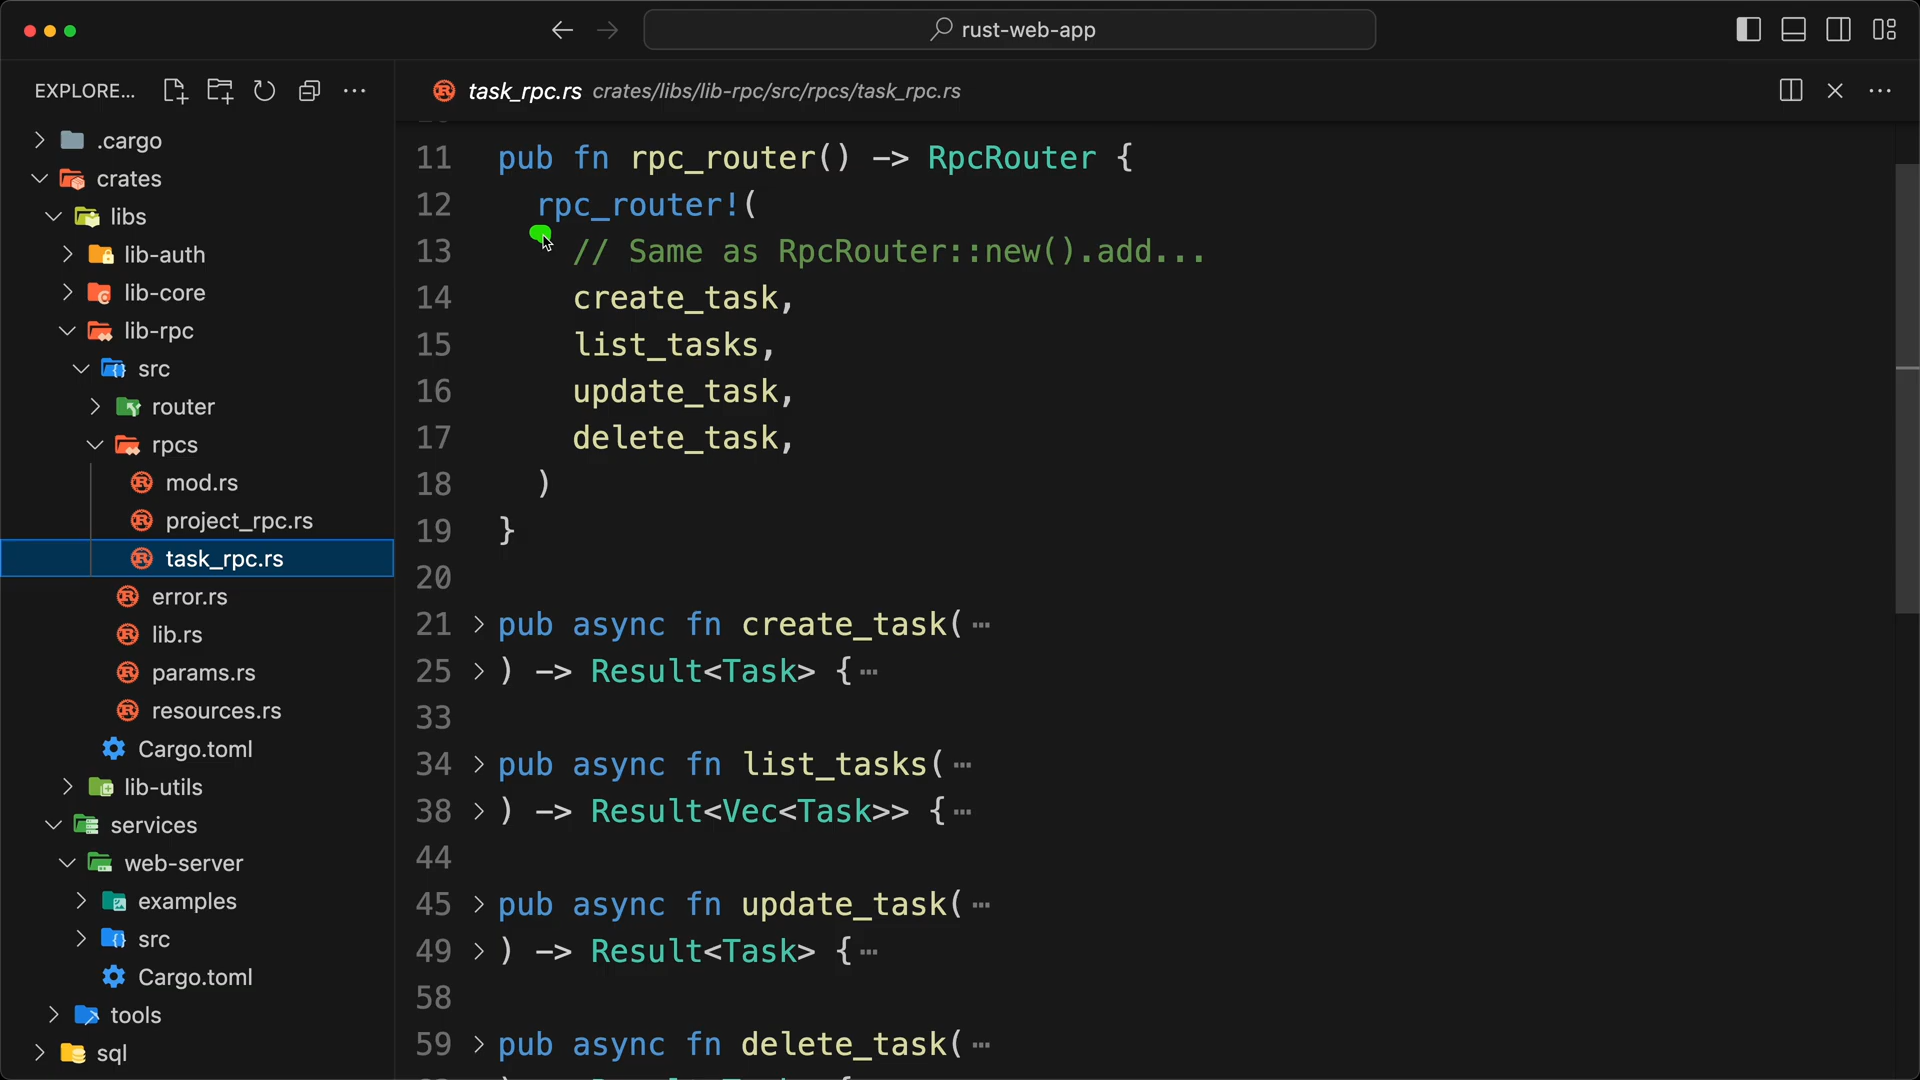 rust-web-app
EXPLORE...
task_rpc.rs crates/libs/lib-rpc/src/rpcs/task_rpc.rs
.cargo
crates
libs
lib-auth
lib-core
lib-rpc
src
router
rpcs
mod.rs
project_rpc.rs
task_rpc.rs
error.rs
lib.rs
params.rs
resources.rs
Cargo.toml
lib-utils
services
web-server
examples
src
Cargo.toml
tools
sql
11 pub fn rpc_router() -> RpcRouter {
12 rpc_router!(
13 // Same as RpcRouter::new().add...
14 create_task,
15 list_tasks,
16 update_task,
17 delete_task,
18 )
19 }
20
21 pub async fn create_task( ⋯
25 ) -> Result<Task> { ⋯
33
34 pub async fn list_tasks( ⋯
38 ) -> Result<Vec<Task>> { ⋯
44
45 pub async fn update_task( ⋯
49 ) -> Result<Task> { ⋯
58
59 pub async fn delete_task( ⋯